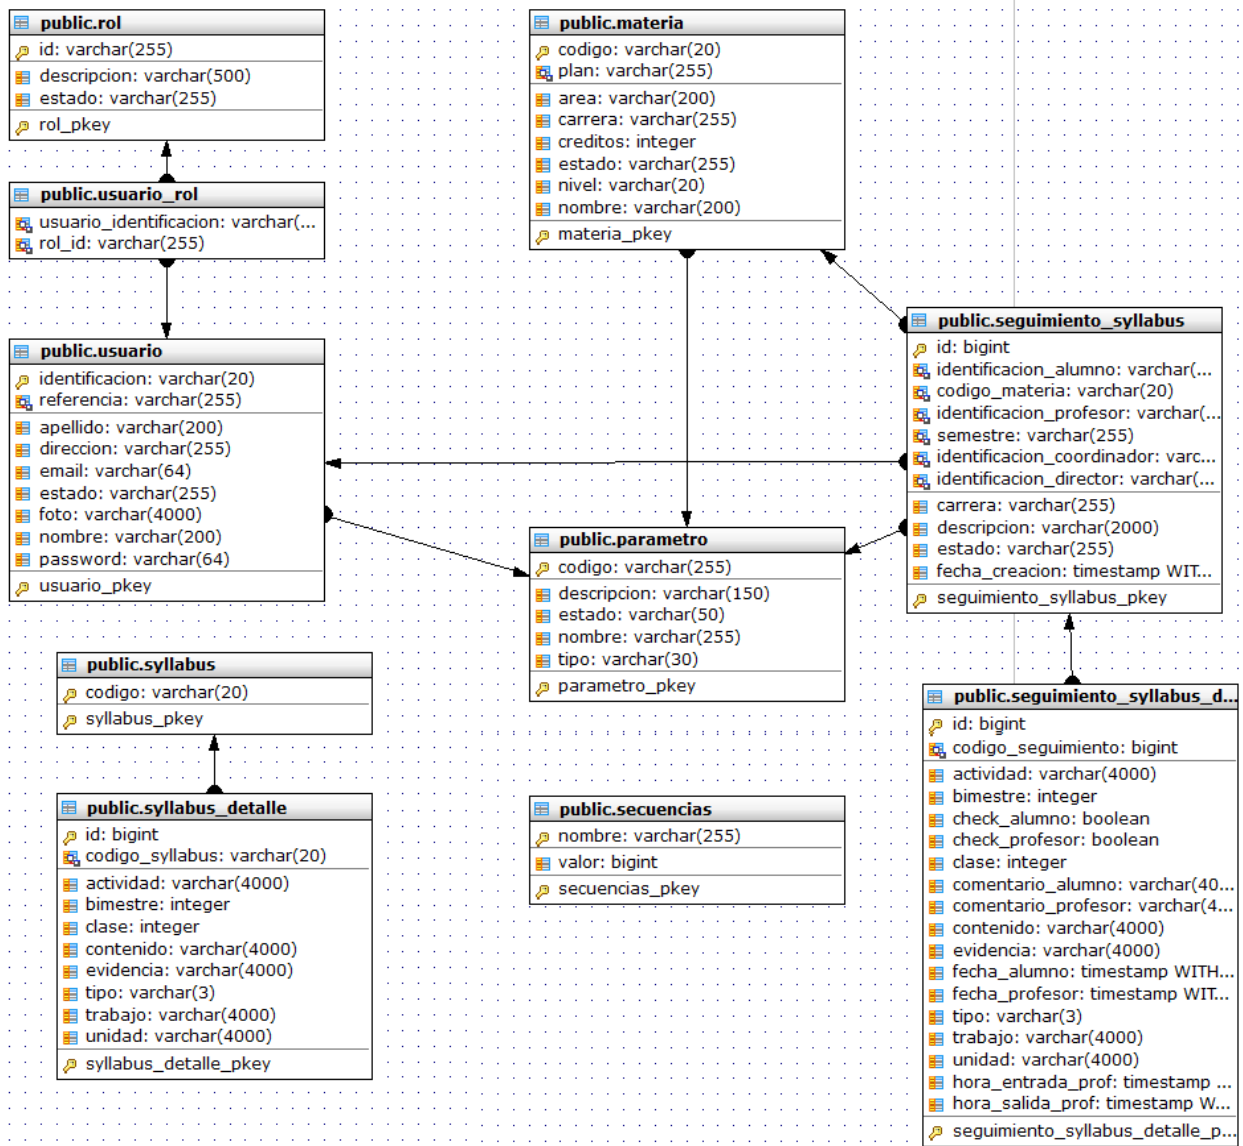 public.rol
id: varchar(255)
descripcion: varchar(500)
estado: varchar(255)
rol_pkey
public.usuario_rol
usuario_identificacion: varchar(...
rol_id: varchar(255)
public.usuario
identificacion: varchar(20)
referencia: varchar(255)
apellido: varchar(200)
direccion: varchar(255)
email: varchar(64)
estado: varchar(255)
foto: varchar(4000)
nombre: varchar(200)
password: varchar(64)
usuario_pkey
public.syllabus
codigo: varchar(20)
syllabus_pkey
public.syllabus_detalle
id: bigint
codigo_syllabus: varchar(20)
actividad: varchar(4000)
bimestre: integer
clase: integer
contenido: varchar(4000)
evidencia: varchar(4000)
tipo: varchar(3)
trabajo: varchar(4000)
unidad: varchar(4000)
syllabus_detalle_pkey
public.materia
codigo: varchar(20)
plan: varchar(255)
area: varchar(200)
carrera: varchar(255)
creditos: integer
estado: varchar(255)
nivel: varchar(20)
nombre: varchar(200)
materia_pkey
public.parametro
codigo: varchar(255)
descripcion: varchar(150)
estado: varchar(50)
nombre: varchar(255)
tipo: varchar(30)
parametro_pkey
public.secuencias
nombre: varchar(255)
valor: bigint
secuencias_pkey
public.seguimiento_syllabus
id: bigint
identificacion_alumno: varchar(...
codigo_materia: varchar(20)
identificacion_profesor: varchar(...
semestre: varchar(255)
identificacion_coordinador: varc...
identificacion_director: varchar(...
carrera: varchar(255)
descripcion: varchar(2000)
estado: varchar(255)
fecha_creacion: timestamp WIT...
seguimiento_syllabus_pkey
public.seguimiento_syllabus_d...
id: bigint
codigo_seguimiento: bigint
actividad: varchar(4000)
bimestre: integer
check_alumno: boolean
check_profesor: boolean
clase: integer
comentario_alumno: varchar(40...
comentario_profesor: varchar(4...
contenido: varchar(4000)
evidencia: varchar(4000)
fecha_alumno: timestamp WITH...
fecha_profesor: timestamp WIT...
tipo: varchar(3)
trabajo: varchar(4000)
unidad: varchar(4000)
hora_entrada_prof: timestamp ...
hora_salida_prof: timestamp W...
seguimiento_syllabus_detalle_p...